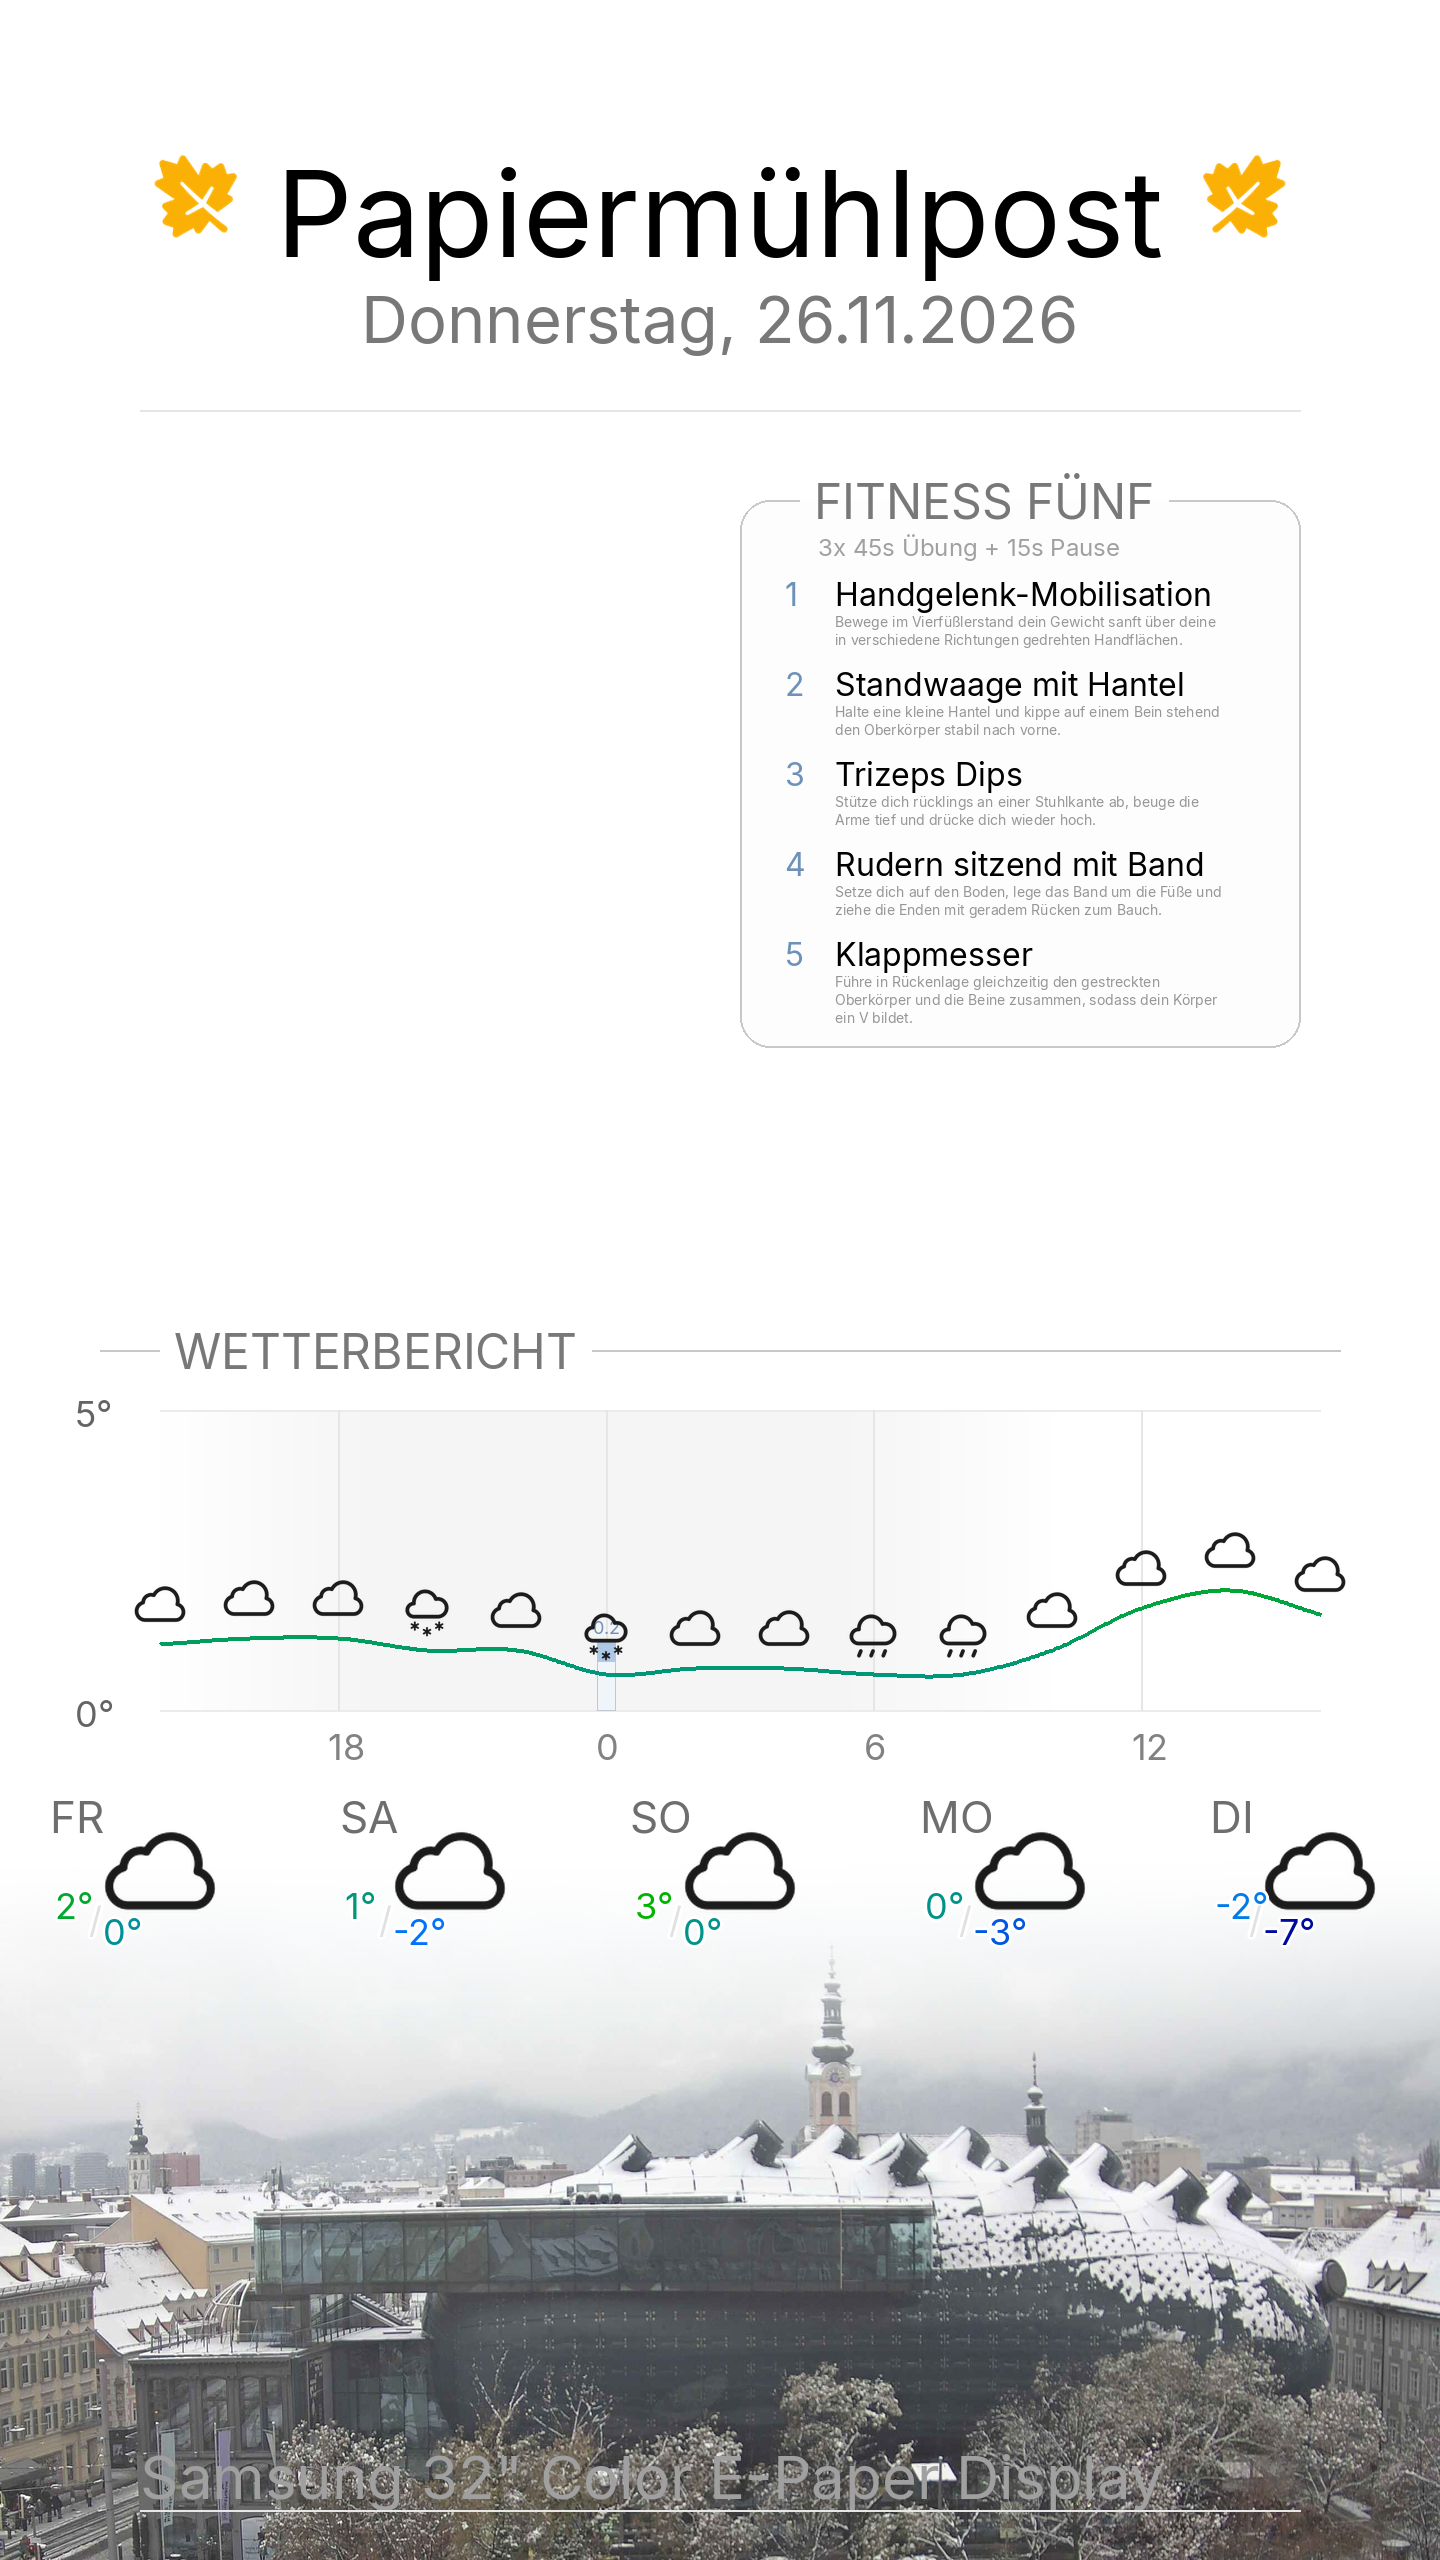 Papiermühlpost
Donnerstag, 26.11.2026
FITNESS FÜNF
3x 45s Übung + 15s Pause
1 Handgelenk-Mobilisation
Bewege im Vierfüßlerstand dein Gewicht sanft über deine
in verschiedene Richtungen gedrehten Handflächen.
2 Standwaage mit Hantel
Halte eine kleine Hantel und kippe auf einem Bein stehend
den Oberkörper stabil nach vorne.
3 Trizeps Dips
Stütze dich rücklings an einer Stuhlkante ab, beuge die
Arme tief und drücke dich wieder hoch.
4 Rudern sitzend mit Band
Setze dich auf den Boden, lege das Band um die Füße und
ziehe die Enden mit geradem Rücken zum Bauch.
5 Klappmesser
Führe in Rückenlage gleichzeitig den gestreckten
Oberkörper und die Beine zusammen, sodass dein Körper
ein V bildet.
WETTERBERICHT
5°
0.2
0°
18 0 6 12
FR SA SO MO DI
2°/0° 1°/-2° 3°/0° 0°/-3° -2°/-7°
Samsung 32" Color E-Paper Display